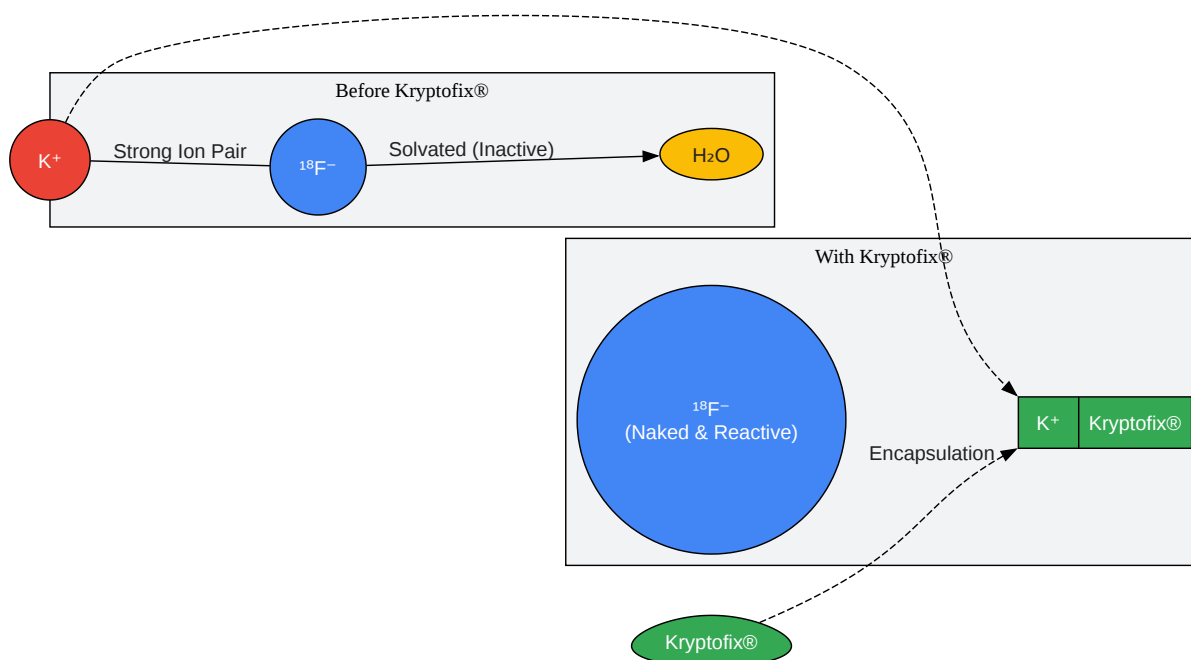 Before Kryptofix®
K⁺
Strong Ion Pair
¹⁸F⁻
Solvated (Inactive)
H₂O
With Kryptofix®
¹⁸F⁻
(Naked & Reactive)
K⁺
Kryptofix®
Encapsulation
Kryptofix®